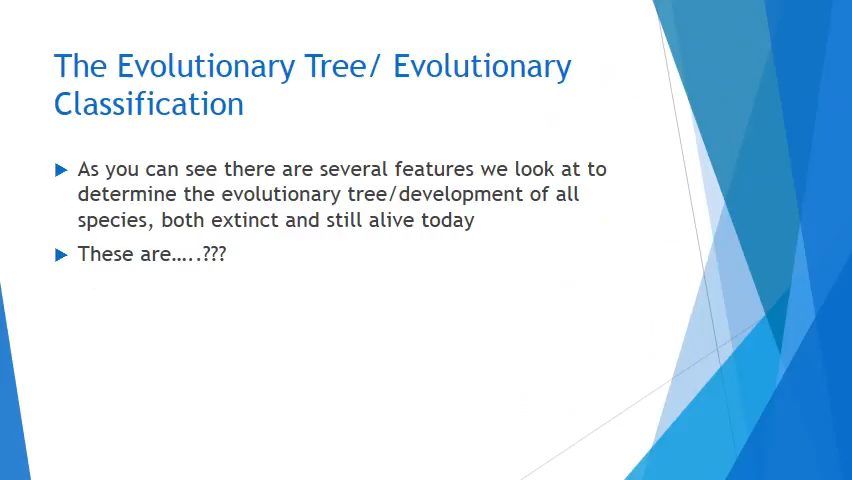 The Evolutionary Tree/ Evolutionary
Classification
As you can see there are several features we look at to
determine the evolutionary tree/development of all
species, both extinct and still alive today
These are…..???